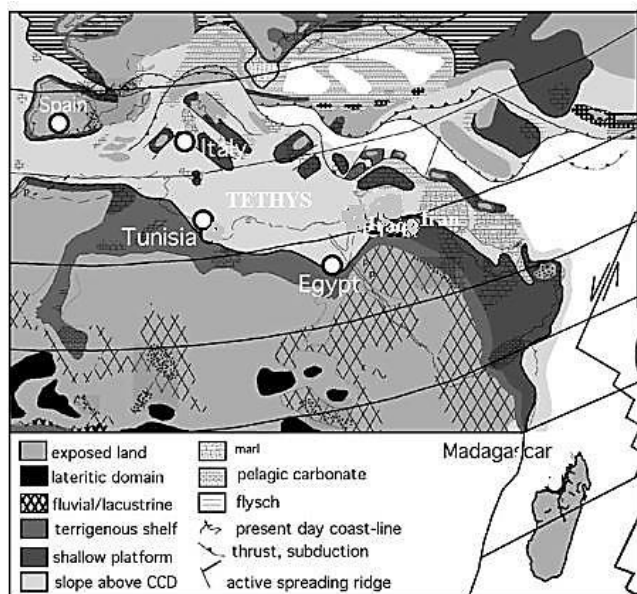 Spain
Italy
TETHYS
Iraq Iran
Tunisia
Egypt
Madagascar
exposed land
lateritic domain
fluvial/lacustrine
terrigenous shelf
shallow platform
slope above CCD
marl
pelagic carbonate
flysch
present day coast-line
thrust, subduction
active spreading ridge